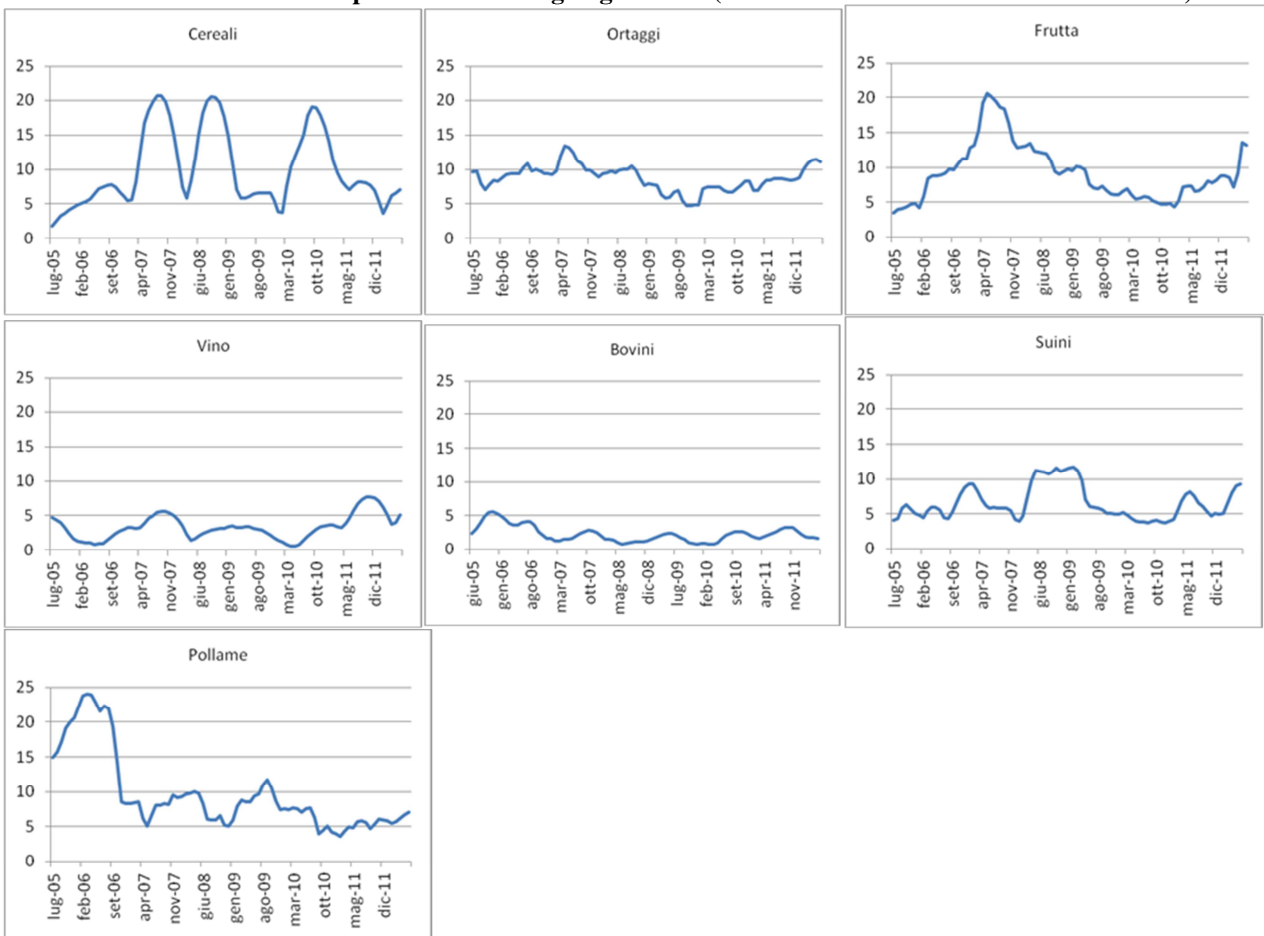 Cereali
25
20
15
10
5
0
lug-05
feb-06
set-06
apr-07
nov-07
giu-08
gen-09
ago-09
mar-10
ott-10
mag-11
dic-11
Ortaggi
25
20
15
10
5
0
lug-05
feb-06
set-06
apr-07
nov-07
giu-08
gen-09
ago-09
mar-10
ott-10
mag-11
dic-11
Frutta
25
20
15
10
5
0
lug-05
feb-06
set-06
apr-07
nov-07
giu-08
gen-09
ago-09
mar-10
ott-10
mag-11
dic-11
Vino
25
20
15
10
5
0
lug-05
feb-06
set-06
apr-07
nov-07
giu-08
gen-09
ago-09
mar-10
ott-10
mag-11
dic-11
Bovini
25
20
15
10
5
0
giu-05
gen-06
ago-06
mar-07
ott-07
mag-08
dic-08
lug-09
feb-10
set-10
apr-11
nov-11
Suini
25
20
15
10
5
0
lug-05
feb-06
set-06
apr-07
nov-07
giu-08
gen-09
ago-09
mar-10
ott-10
mag-11
dic-11
Pollame
25
20
15
10
5
0
lug-05
feb-06
set-06
apr-07
nov-07
giu-08
gen-09
ago-09
mar-10
ott-10
mag-11
dic-11